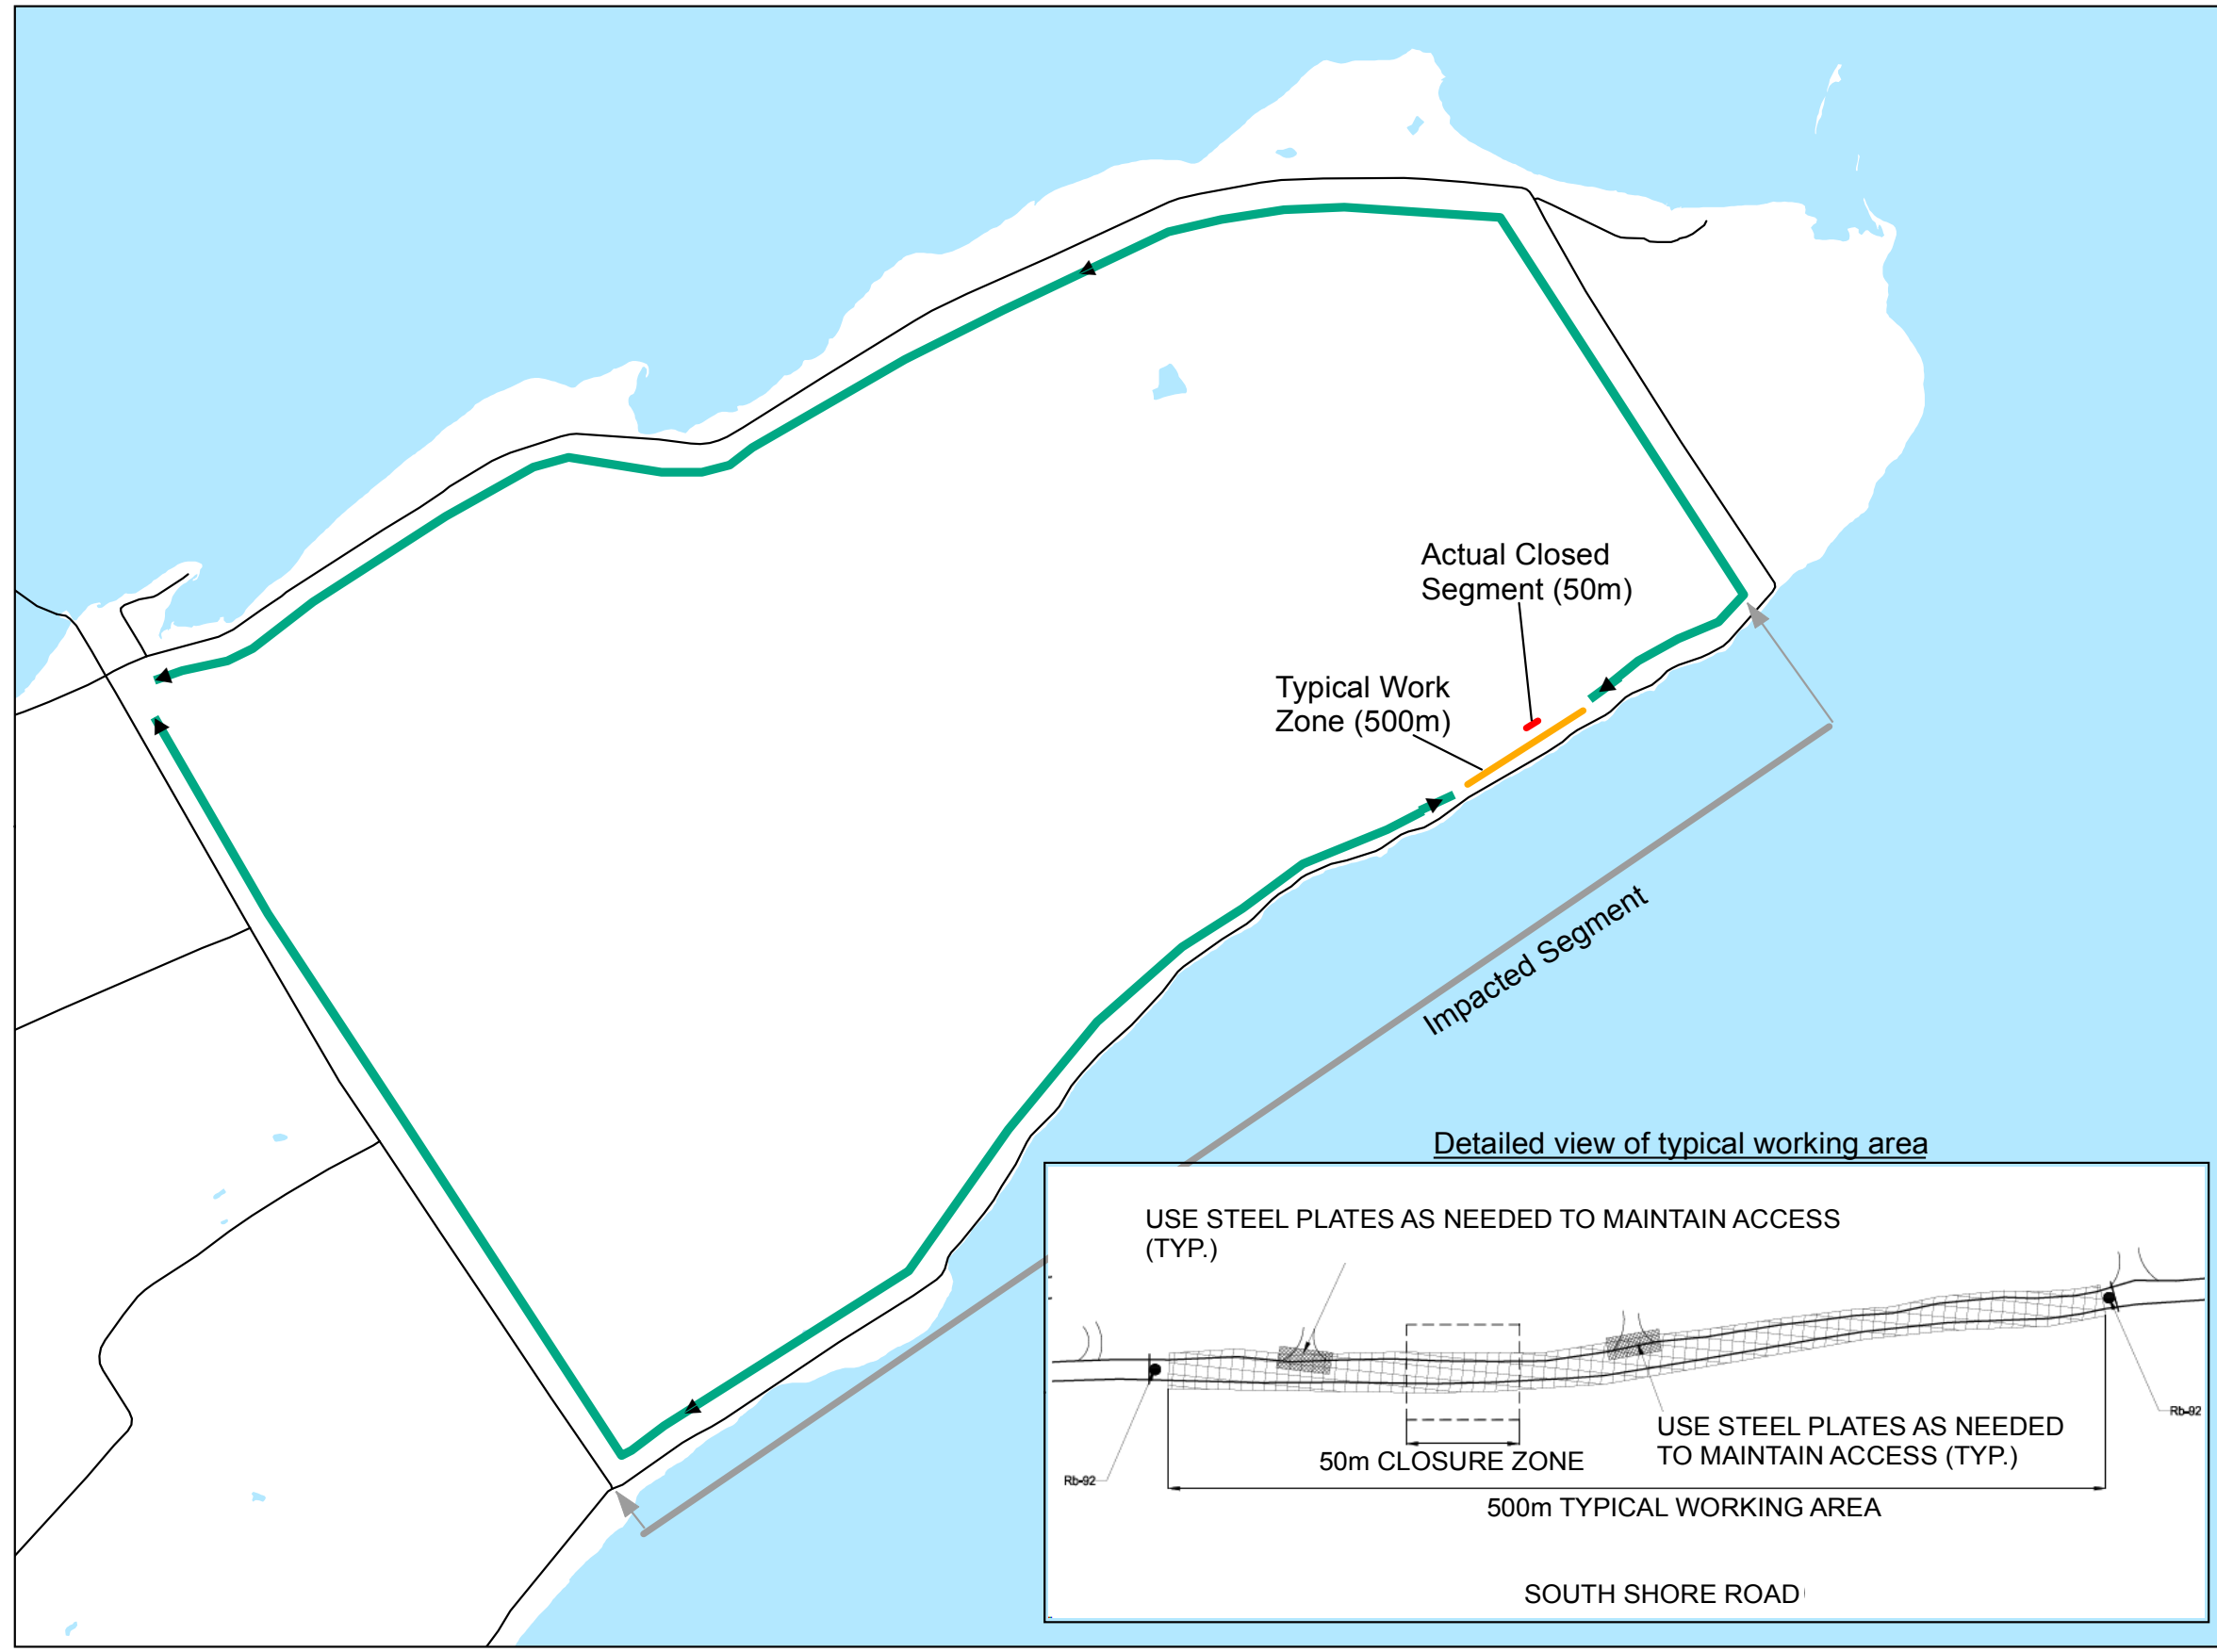 Actual Closed
Segment (50m)
Typical Work
Zone (500m)
Impacted Segment
Detailed view of typical working area
USE STEEL PLATES AS NEEDED TO MAINTAIN ACCESS
(TYP.)
Rb-92
USE STEEL PLATES AS NEEDED
TO MAINTAIN ACCESS (TYP.)
50m CLOSURE ZONE
Rb-92
500m TYPICAL WORKING AREA
SOUTH SHORE ROAD